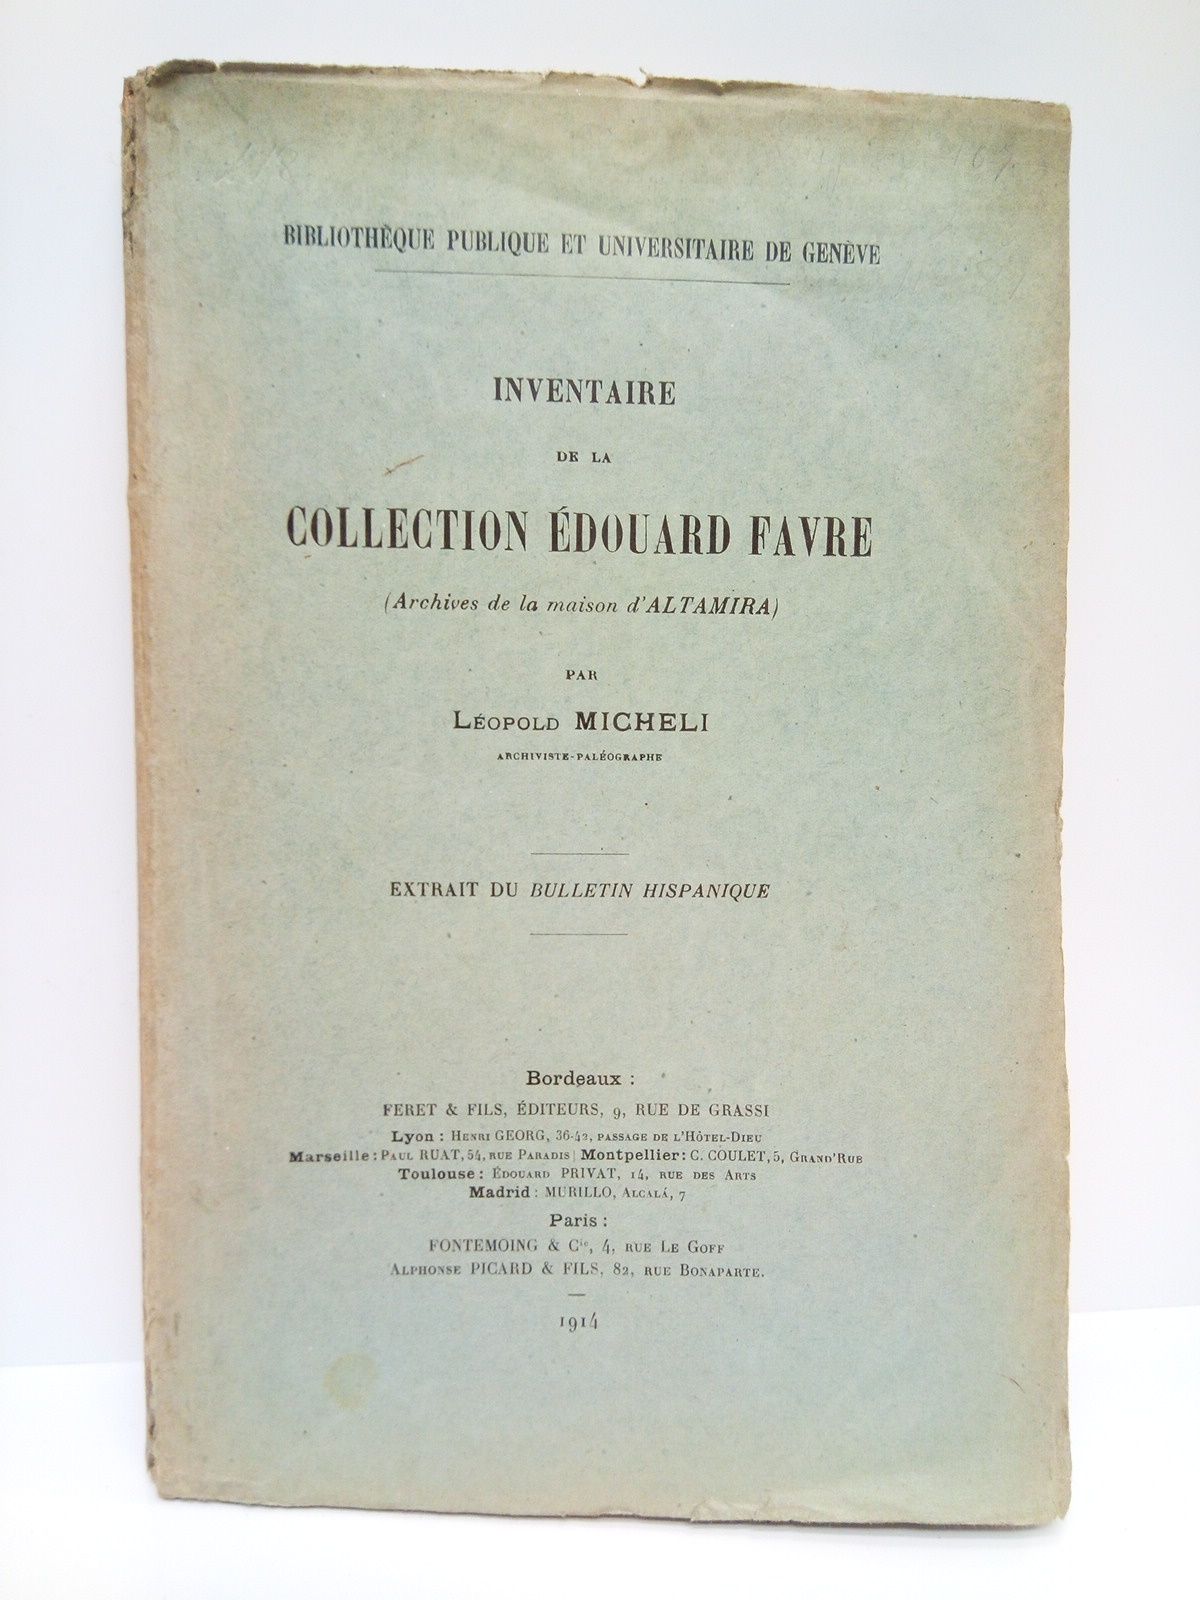 BIBLIOTHÈQUE PUBLIQUE ET UNIVERSITAIRE DE GENÈVE
INVENTAIRE
DE LA
COLLECTION ÉDOUARD FAVRE
(Archives de la maison d'ALTAMIRA)
PAR
LÉOPOLD MICHELI
ARCHIVISTE-PALÉOGRAPHE
EXTRAIT DU BULLETIN HISPANIQUE
Bordeaux :
FERET & FILS, ÉDITEURS, 9, RUE DE GRASSI
Lyon : HENRI GEORG, 36-42, PASSAGE DE L'HÔTEL-DIEU
Marseille : PAUL RUAT, 54, RUE PARADIS | Montpellier : C. COULET, 5, GRAND'RUE
Toulouse : ÉDOUARD PRIVAT, 14, RUE DES ARTS
Madrid : MURILLO, ALCALÁ, 7
Paris :
FONTEMOING & Cie, 4, RUE LE GOFF
ALPHONSE PICARD & FILS, 82, RUE BONAPARTE.
1914